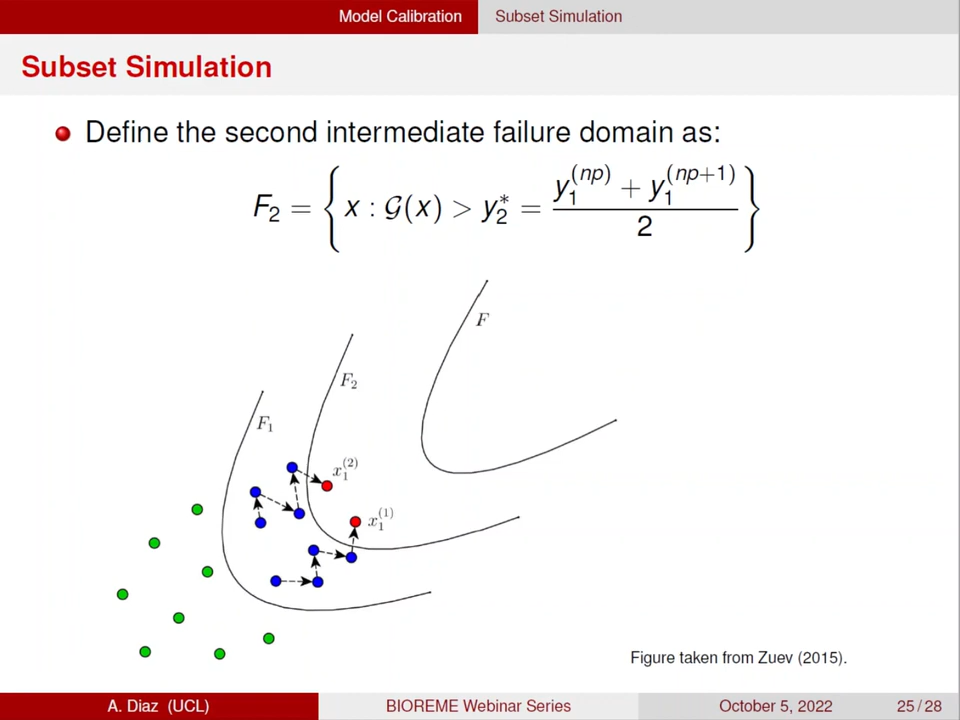 Model Calibration Subset Simulation
Subset Simulation
Define the second intermediate failure domain as:
F₂ = { x : 𝒢(x) > y₂* = (y₁^(np) + y₁^(np+1)) / 2 }
F
F₂
F₁
x₁^(2)
x₁^(1)
Figure taken from Zuev (2015).
A. Diaz (UCL) BIOREME Webinar Series October 5, 2022 25 / 28